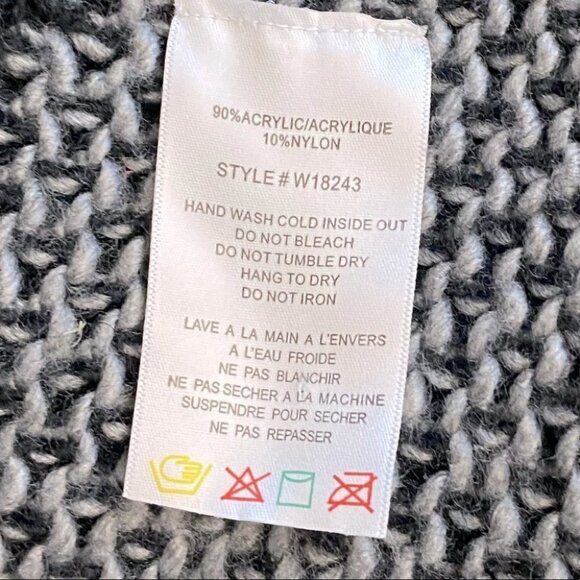 90%ACRYLIC/ACRYLIQUE
10%NYLON
STYLE# W18243
HAND WASH COLD INSIDE OUT
DO NOT BLEACH
DO NOT TUMBLE DRY
HANG TO DRY
DO NOT IRON
LAVE A LA MAIN A L'ENVERS
A L'EAU FROIDE
NE PAS BLANCHIR
NE PAS SECHER A LA MACHINE
SUSPENDRE POUR SECHER
NE PAS REPASSER